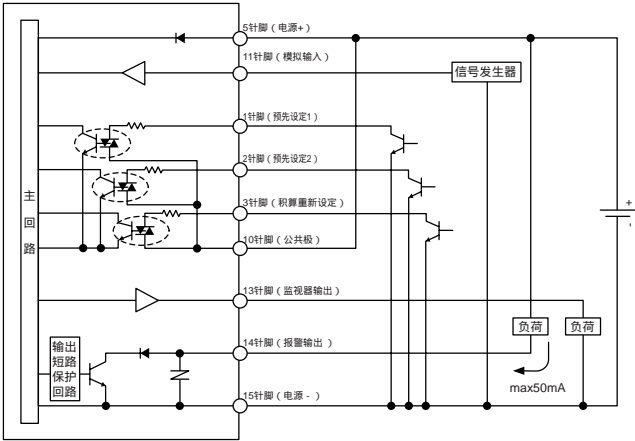 5针脚（电源+）
11针脚（模拟输入）
信号发生器
1针脚（预先设定1）
2针脚（预先设定2）
3针脚（积算重新设定）
10针脚（公共极）
主
回
路
+
-
13针脚（监视器输出）
负荷
负荷
14针脚（报警输出）
max50mA
输出
短路
保护
回路
15针脚（电源 - ）